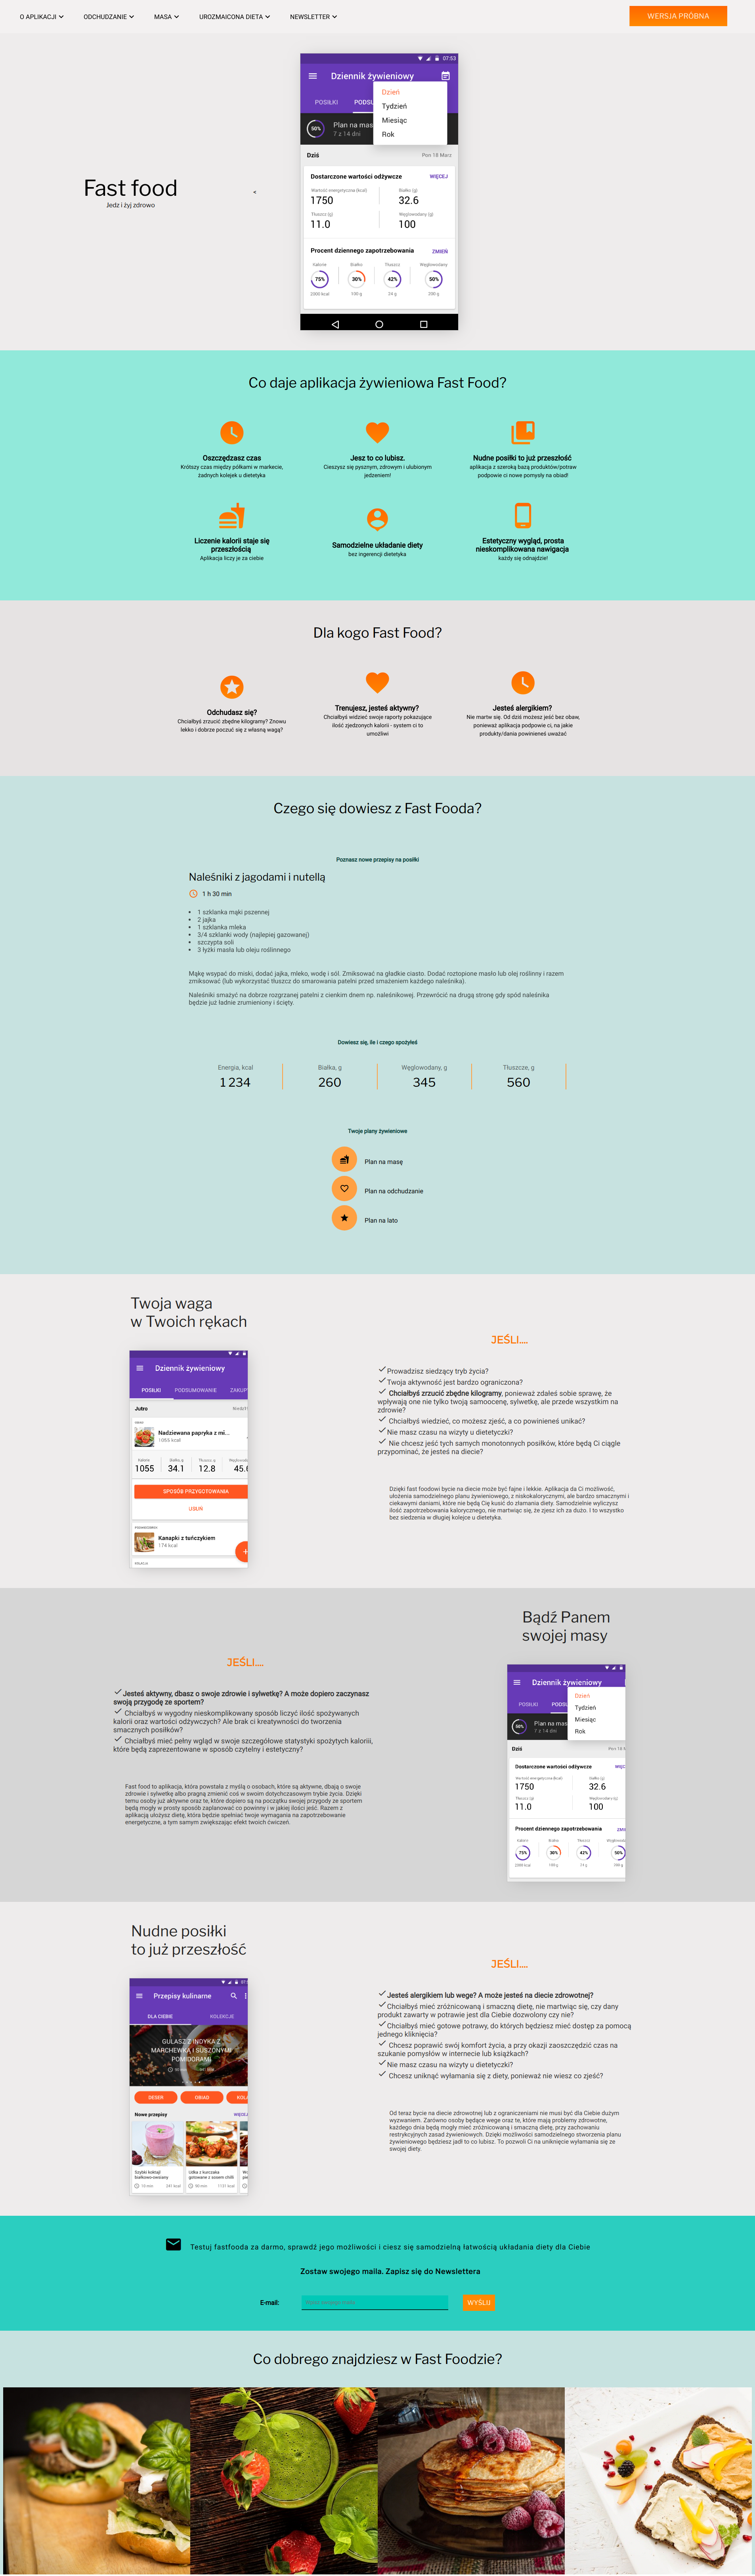 O APLIKACJI
ODCHUDZANIE
MASA
UROZMAICONA DIETA
NEWSLETTER
WERSJA PRÓBNA
Fast food
Jedz i żyj zdrowo
<
07:53
Dziennik żywieniowy
POSIŁKI
PODSU
Dzień
Tydzień
Miesiąc
Rok
50%
Plan na mas
7 z 14 dni
Dziś
Pon 18 Marz
Dostarczone wartości odżywcze
WIĘCEJ
Wartość energetyczna (kcal)
Białko (g)
1750
32.6
Tłuszcz (g)
Węglowodany (g)
11.0
100
Procent dziennego zapotrzebowania
ZMIEŃ
Kalorie
Białko
Tłuszcz
Węglowodany
75%
30%
42%
50%
2000 kcal
100 g
24 g
200 g
Co daje aplikacja żywieniowa Fast Food?
Oszczędzasz czas
Krótszy czas między półkami w markecie,
żadnych kolejek u dietetyka
Jesz to co lubisz.
Cieszysz się pysznym, zdrowym i ulubionym
jedzeniem!
Nudne posiłki to już przeszłość
aplikacja z szeroką bazą produktów/potraw
podpowie ci nowe pomysły na obiad!
Liczenie kalorii staje się
przeszłością
Aplikacja liczy je za ciebie
Samodzielne układanie diety
bez ingerencji dietetyka
Estetyczny wygląd, prosta
nieskomplikowana nawigacja
każdy się odnajdzie!
Dla kogo Fast Food?
Odchudasz się?
Chciałbyś zrzucić zbędne kilogramy? Znowu
lekko i dobrze poczuć się z własną wagą?
Trenujesz, jesteś aktywny?
Chciałbyś widzieć swoje raporty pokazujące
ilość zjedzonych kalorii - system ci to
umożliwi
Jesteś alergikiem?
Nie martw się. Od dziś możesz jeść bez obaw,
ponieważ aplikacja podpowie ci, na jakie
produkty/dania powinieneś uważać
Czego się dowiesz z Fast Fooda?
Poznasz nowe przepisy na posiłki
Naleśniki z jagodami i nutellą
1 h 30 min
• 1 szklanka mąki pszennej
• 2 jajka
• 1 szklanka mleka
• 3/4 szklanki wody (najlepiej gazowanej)
• szczypta soli
• 3 łyżki masła lub oleju roślinnego
Mąkę wsypać do miski, dodać jajka, mleko, wodę i sól. Zmiksować na gładkie ciasto. Dodać roztopione masło lub olej roślinny i razem
zmiksować (lub wykorzystać tłuszcz do smarowania patelni przed smażeniem każdego naleśnika).
Naleśniki smażyć na dobrze rozgrzanej patelni z cienkim dnem np. naleśnikowej. Przewrócić na drugą stronę gdy spód naleśnika
będzie już ładnie zrumieniony i ścięty.
Dowiesz się, ile i czego spożyłeś
Energia, kcal
Białka, g
Węglowodany, g
Tłuszcze, g
1 234
260
345
560
Twoje plany żywieniowe
Plan na masę
Plan na odchudzanie
Plan na lato
Twoja waga
w Twoich rękach
Dziennik żywieniowy
POSIŁKI
PODSUMOWANIE
ZAKUP
Jutro
Nadziewana papryka z mi...
1055 kcal
Kalorie
Białko g
Tłuszcz g
1055
34.1
12.8
45.
SPOSÓB PRZYGOTOWANIA
USUŃ
Kanapki z tuńczykiem
174 kcal
KOLACJA
JEŚLI....
Prowadzisz siedzący tryb życia?
Twoja aktywność jest bardzo ograniczona?
Chciałbyś zrzucić zbędne kilogramy, ponieważ zdałeś sobie sprawę, że
wpływają one nie tylko twoją samoocenę, sylwetkę, ale przede wszystkim na
zdrowie?
Chciałbyś wiedzieć, co możesz zjeść, a co powinieneś unikać?
Nie masz czasu na wizyty u dietetyczki?
Nie chcesz jeść tych samych monotonnych posiłków, które będą Ci ciągle
przypominać, że jesteś na diecie?
Dzięki fast foodowi bycie na diecie może być fajne i lekkie. Aplikacja da Ci możliwość,
ułożenia samodzielnego planu żywieniowego, z niskokalorycznymi, ale bardzo smacznymi i
ciekawymi daniami, które nie będą Cię kusić do złamania diety. Samodzielnie wyliczysz
ilość zapotrzebowania kalorycznego, nie martwiąc się, że zjesz ich za dużo. I to wszystko
bez siedzenia w długiej kolejce u dietetyka.
Bądź Panem
swojej masy
JEŚLI....
Jesteś aktywny, dbasz o swoje zdrowie i sylwetkę? A może dopiero zaczynasz
swoją przygodę ze sportem?
Chciałbyś w wygodny nieskomplikowany sposób liczyć ilość spożywanych
kalorii oraz wartości odżywczych? Ale brak ci kreatywności do tworzenia
smacznych posiłków?
Chciałbyś mieć pełny wgląd w swoje szczegółowe statystyki spożytych kaloriii,
które będą zaprezentowane w sposób czytelny i estetyczny?
Fast food to aplikacja, która powstała z myślą o osobach, które są aktywne, dbają o swoje
zdrowie i sylwetkę albo pragną zmienić coś w swoim dotychczasowym trybie życia. Dzięki
temu osoby już aktywne oraz te, które dopiero są na początku swojej przygody ze sportem
będą mogły w prosty sposób zaplanować co powinny i w jakiej ilości jeść. Razem z
aplikacją ułożysz dietę, która będzie spełniać twoje wymagania na zapotrzebowanie
energetyczne, a tym samym zwiększając efekt twoich ćwiczeń.
Dziennik żywieniowy
POSIŁKI
PODSU
Dzień
Tydzień
Miesiąc
Rok
50%
Plan na mas
7 z 14 dni
Dziś
Pon 18 M
Dostarczone wartości odżywcze
WIĘC
Białko (g)
1750
32.6
Tłuszcz (g)
Węglowodany (g)
11.0
100
Procent dziennego zapotrzebowania
ZMIE
Kalorie
Białko
Tłuszcz
75%
30%
42%
50%
2000 kcal
100 g
24 g
200 g
Nudne posiłki
to już przeszłość
Przepisy kulinarne
DLA CIEBIE
KOLEKCJE
GULASZ Z INDYKA Z
MARCHEWKĄ I SUSZONYMI
POMIDORAMI
DESER
OBIAD
KOLA
Nowe przepisy
WIĘCEJ
Szybki koktajl
białkowo-owsiany
10 min
241 kcal
Udka z kurczaka
gotowane z sosem chilli
90 min
1131 kcal
JEŚLI....
Jesteś alergikiem lub wege? A może jesteś na diecie zdrowotnej?
Chciałbyś mieć zróżnicowaną i smaczną dietę, nie martwiąc się, czy dany
produkt zawarty w potrawie jest dla Ciebie dozwolony czy nie?
Chciałbyś mieć gotowe potrawy, do których będziesz mieć dostęp za pomocą
jednego kliknięcia?
Chcesz poprawić swój komfort życia, a przy okazji zaoszczędzić czas na
szukanie pomysłów w internecie lub książkach?
Nie masz czasu na wizyty u dietetyczki?
Chcesz uniknąć wyłamania się z diety, ponieważ nie wiesz co zjeść?
Od teraz bycie na diecie zdrowotnej lub z ograniczeniami nie musi być dla Ciebie dużym
wyzwaniem. Zarówno osoby będące wege oraz te, które mają problemy zdrowotne,
każdego dnia będą mogły mieć zróżnicowaną i smaczną dietę, przy zachowaniu
restrykcyjnych zasad żywieniowych. Dzięki możliwości samodzielnego stworzenia planu
żywieniowego będziesz jadł to co lubisz. To pozwoli Ci na uniknięcie wyłamania się ze
swojej diety.
Testuj fastfooda za darmo, sprawdź jego możliwości i ciesz się samodzielną łatwością układania diety dla Ciebie
Zostaw swojego maila. Zapisz się do Newslettera
E-mail:
WYŚLIJ
Co dobrego znajdziesz w Fast Foodzie?